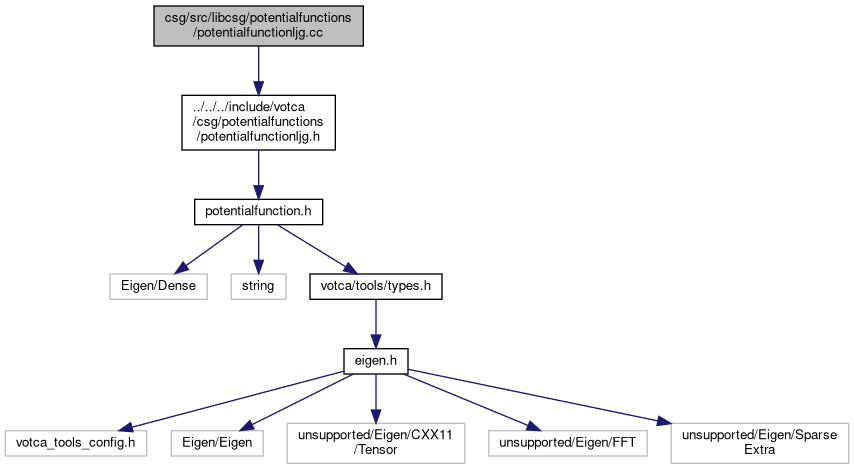 csg/src/libcsg/potentialfunctions
/potentialfunctionljg.cc
../../../include/votca
/csg/potentialfunctions
/potentialfunctionljg.h
potentialfunction.h
Eigen/Dense
string
votca/tools/types.h
eigen.h
votca_tools_config.h
Eigen/Eigen
unsupported/Eigen/CXX11
/Tensor
unsupported/Eigen/FFT
unsupported/Eigen/Sparse
Extra